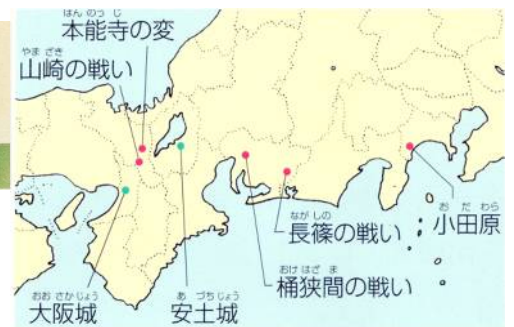 ほんのうじ
本能寺の変
やまざき
山崎の戦い
ながしの
長篠の戦い
おだわら
小田原
おけはざま
桶狭間の戦い
おおさかじょう
大阪城
あづちじょう
安土城